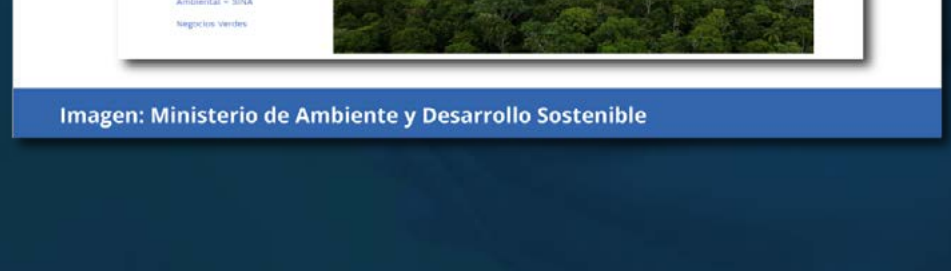 Ambiental – SINA
Negocios Verdes
Imagen: Ministerio de Ambiente y Desarrollo Sostenible